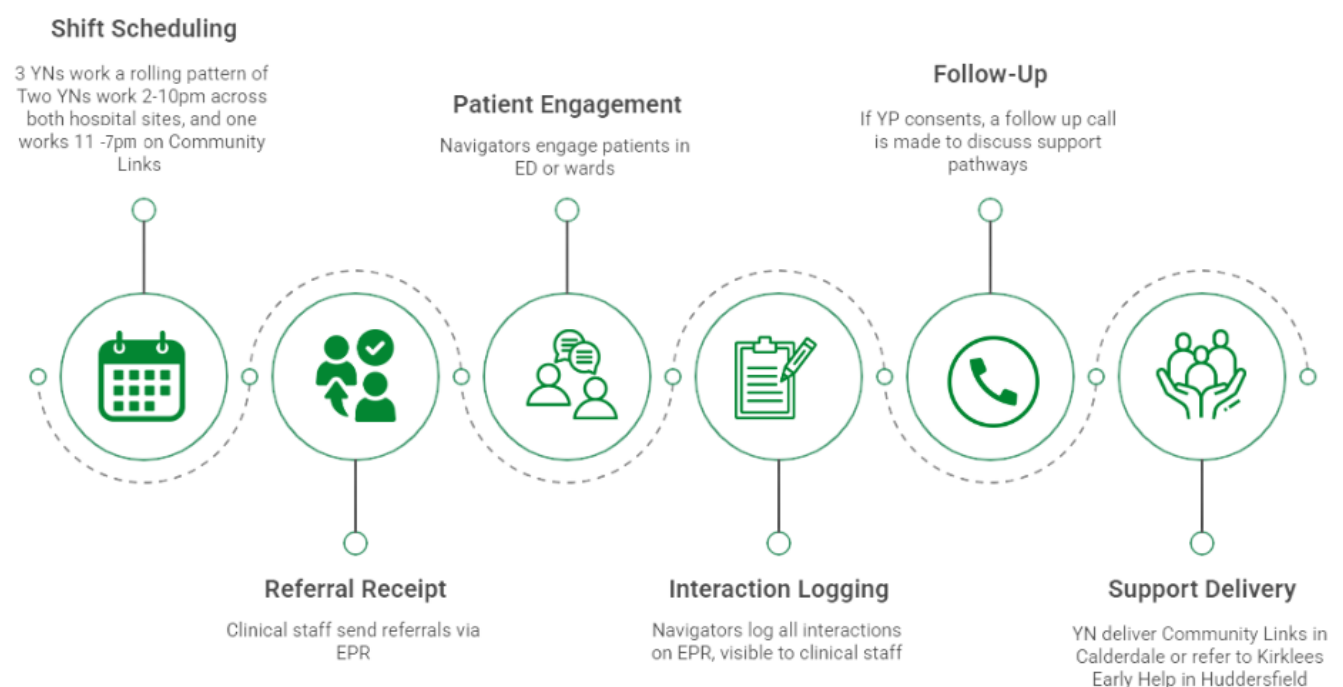 Shift Scheduling
3 YNs work a rolling pattern of
Two YNs work 2-10pm across
both hospital sites, and one
works 11 -7pm on Community
Links
Referral Receipt
Clinical staff send referrals via
EPR
Patient Engagement
Navigators engage patients in
ED or wards
Interaction Logging
Navigators log all interactions
on EPR, visible to clinical staff
Follow-Up
If YP consents, a follow up call
is made to discuss support
pathways
Support Delivery
YN deliver Community Links in
Calderdale or refer to Kirklees
Early Help in Huddersfield